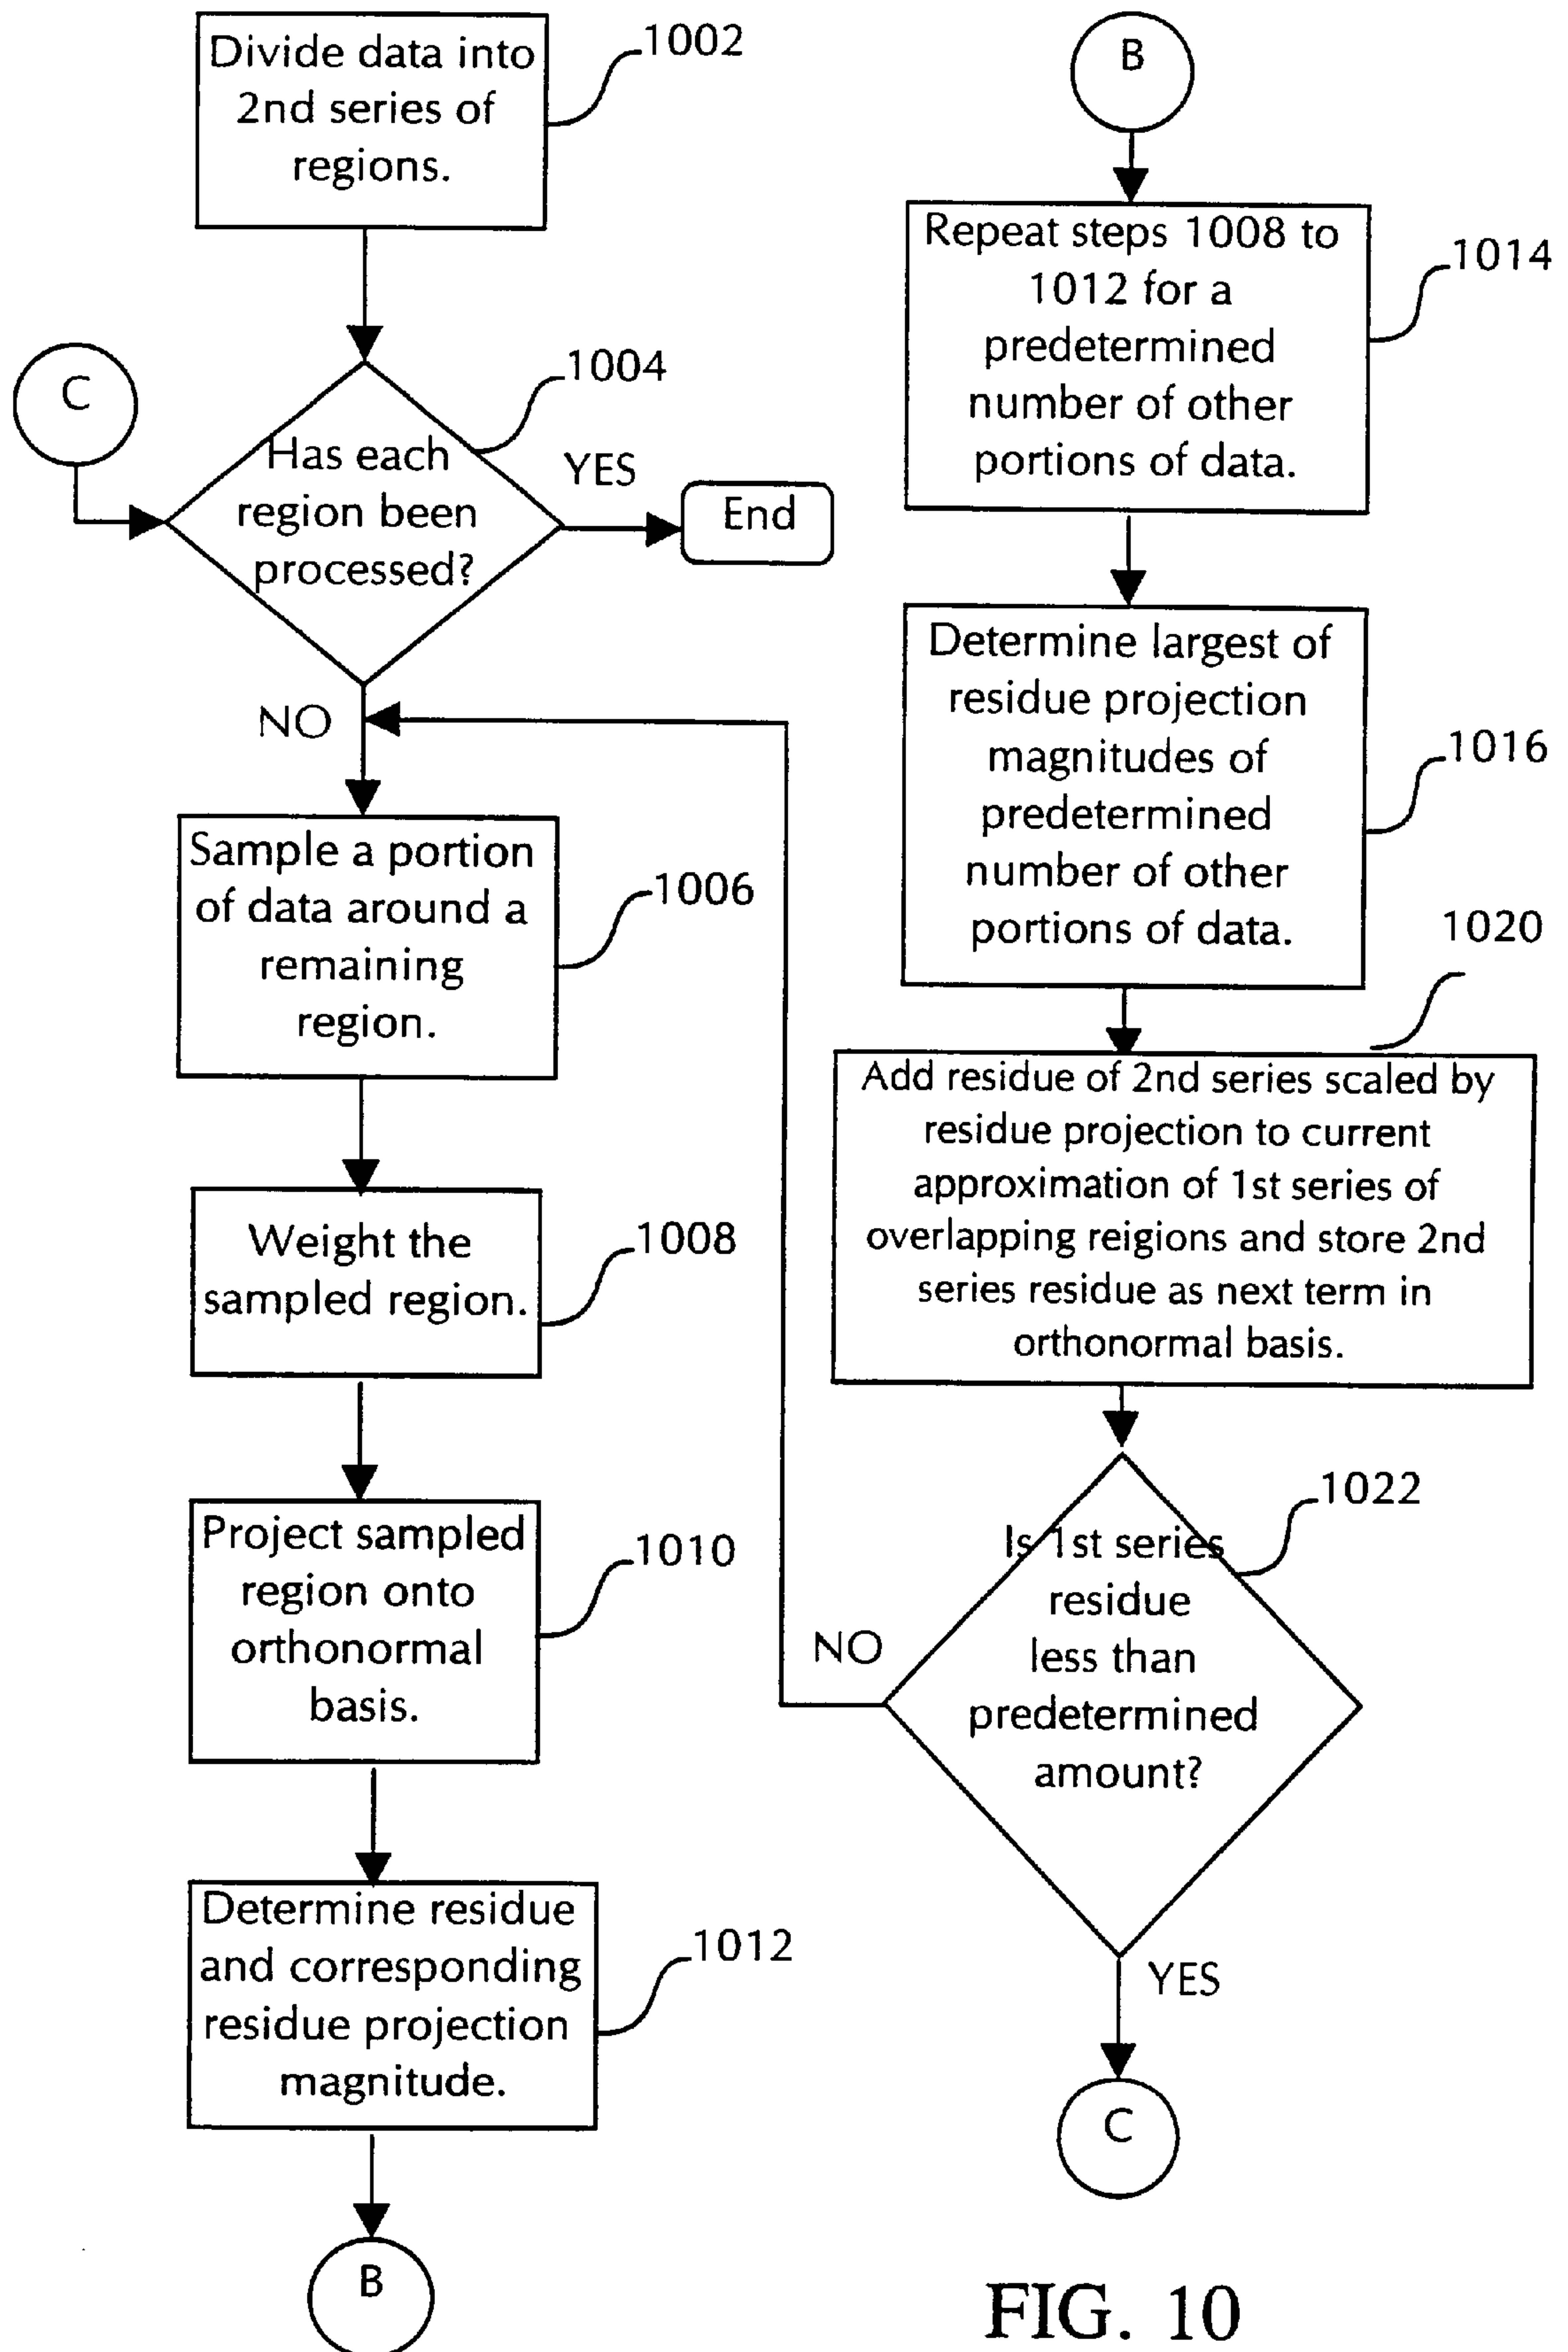 Divide data into
2nd series of
regions.
1002
C
Has each
region been
processed?
1004
YES
End
NO
Sample a portion
of data around a
remaining
region.
1006
Weight the
sampled region.
1008
Project sampled
region onto
orthonormal
basis.
1010
Determine residue
and corresponding
residue projection
magnitude.
1012
B
B
Repeat steps 1008 to
1012 for a
predetermined
number of other
portions of data.
1014
Determine largest of
residue projection
magnitudes of
predetermined
number of other
portions of data.
1016
1020
Add residue of 2nd series scaled by
residue projection to current
approximation of 1st series of
overlapping reigions and store 2nd
series residue as next term in
orthonormal basis.
Is 1st series
residue
less than
predetermined
amount?
1022
NO
YES
C
FIG. 10